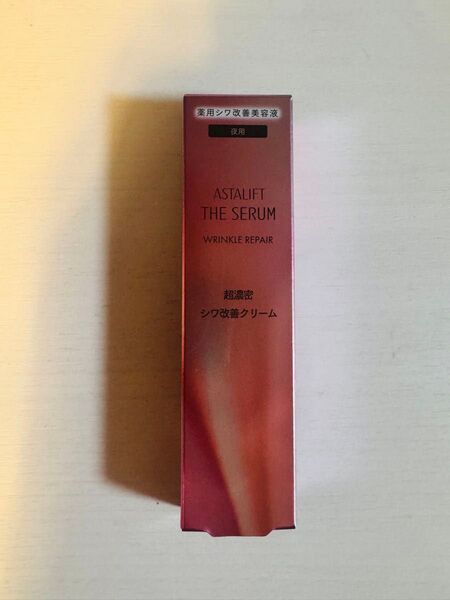 薬用シワ改善美容液
夜用
ASTALIFT
THE SERUM
WRINKLE REPAIR
超濃密
シワ改善クリーム